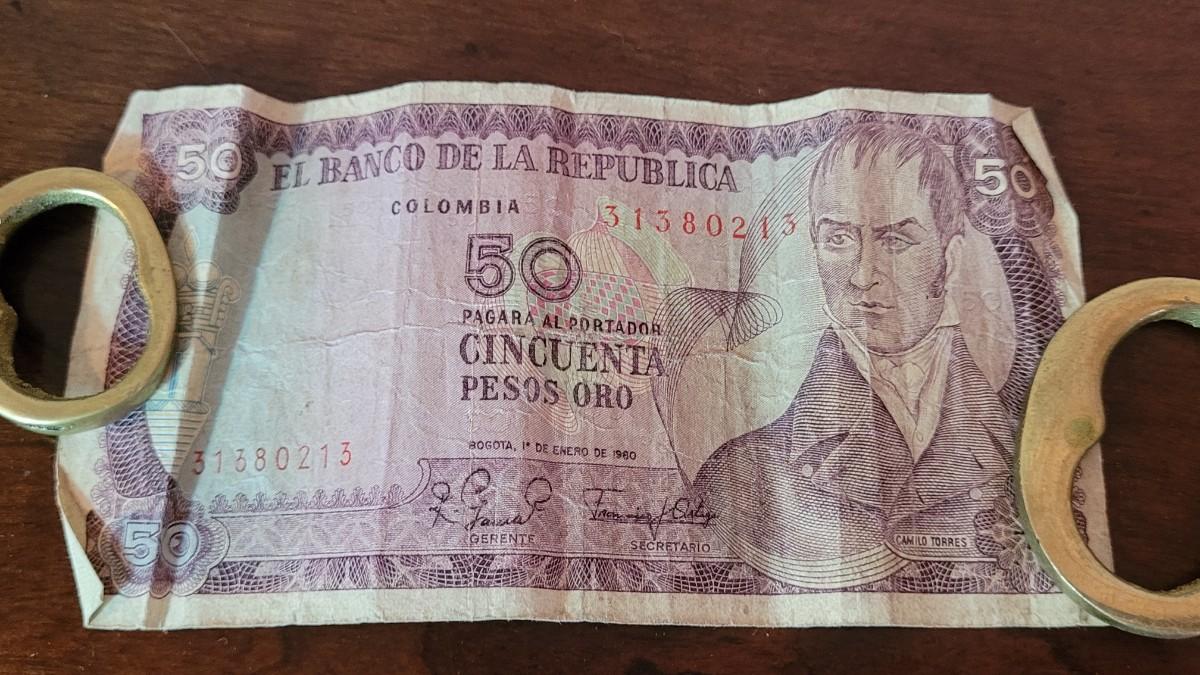 50
50
EL BANCO DE LA REPUBLICA
COLOMBIA
31380213
50
PAGARA AL PORTADOR
CINCUENTA
PESOS ORO
BOGOTA, 1º DE ENERO DE 1980
31380213
GERENTE
SECRETARIO
CAMILO TORRES
50